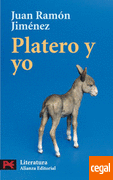 Juan Ramón
Jiménez
Platero y
yo
Literatura
Alianza Editorial
cegal